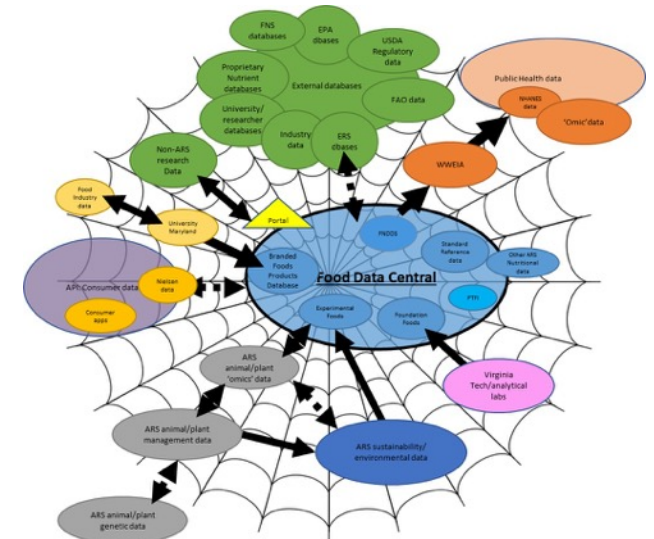 FNS
databases
EPA
dbases
USDA
Regulatory
data
Proprietary
Nutrient
databases
External databases
FAO data
University/
researcher
databases
Industry
data
ERS
dbases
Public Health data
NHANES
data
'Omic' data
Non-ARS
research
Data
WWEIA
Food
Industry
data
University
Maryland
Portal
FNDDS
Standard
Reference
data
Other ARS
Nutritional
data
Branded
Foods
Products
Database
Food Data Central
API: Consumer data
Nielsen data
Consumer
apps
Experimental
Foods
Foundation
Foods
ARS
animal/plant
'omics' data
Virginia
Tech/analytical
labs
ARS animal/plant
management data
ARS sustainability/
environmental data
ARS animal/plant
genetic data